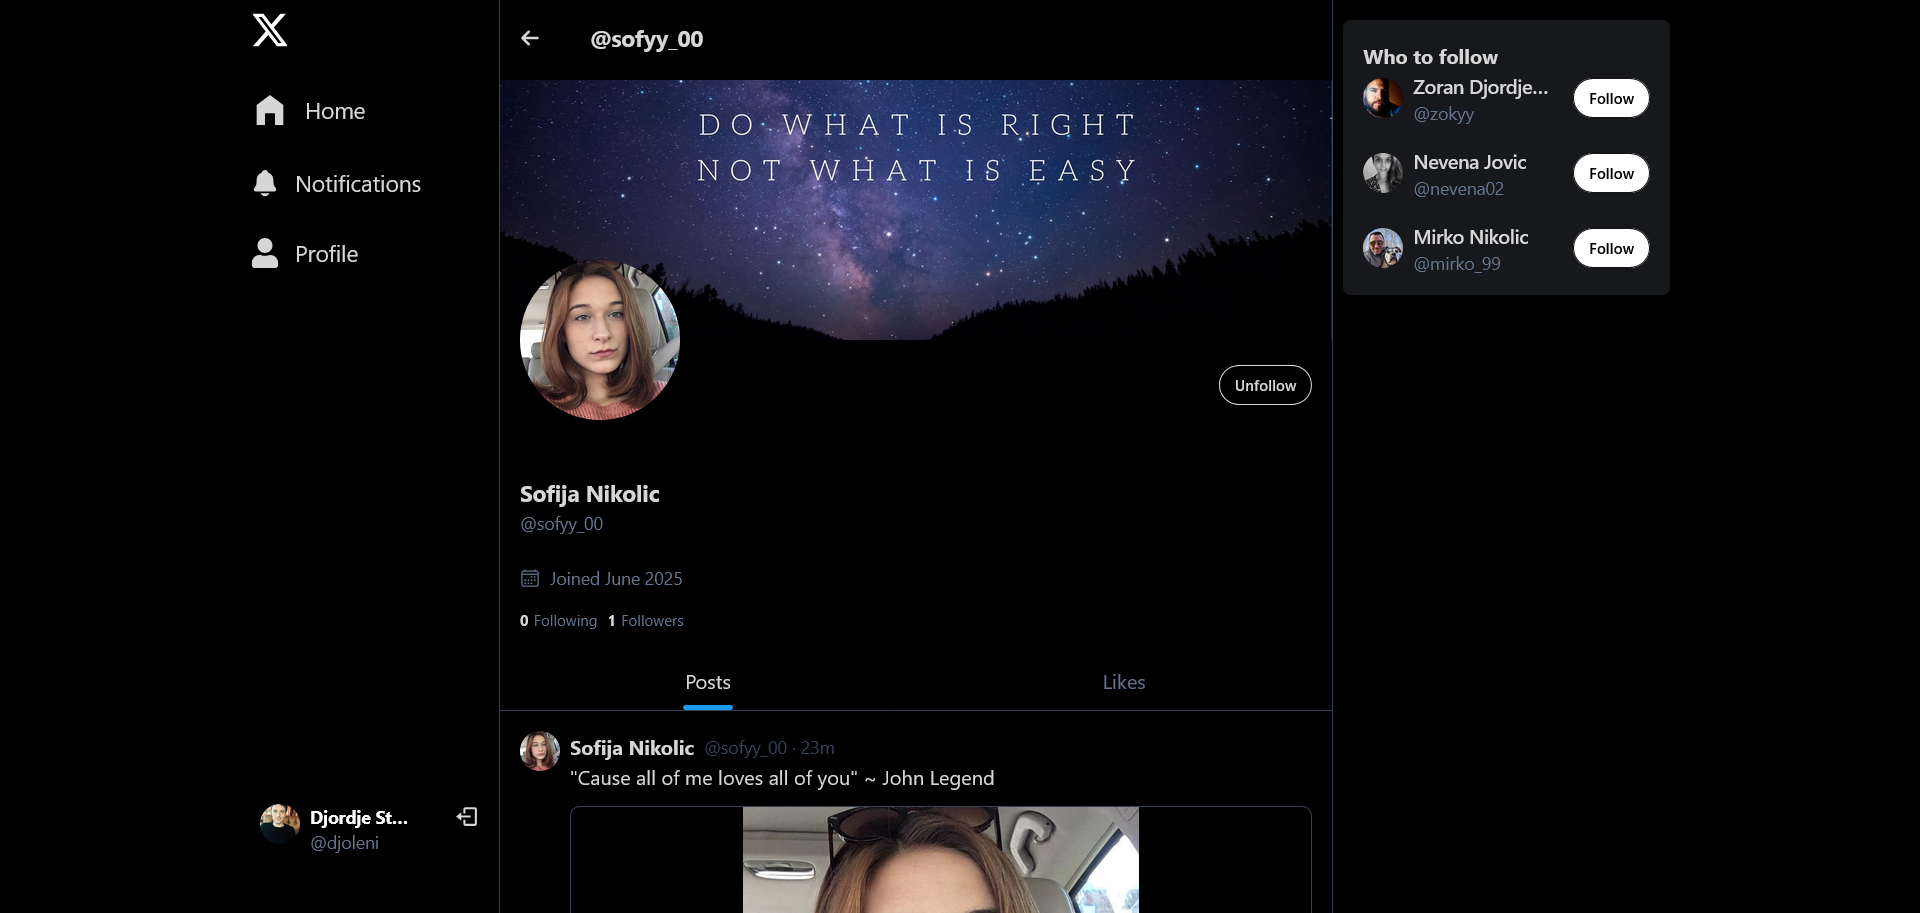 Home
Notifications
Profile
Djordje St...
@djoleni
@sofyy_00
DO WHAT IS RIGHT
NOT WHAT IS EASY
Unfollow
Sofija Nikolic
@sofyy_00
Joined June 2025
0 Following 1 Followers
Posts Likes
Sofija Nikolic @sofyy_00 · 23m
"Cause all of me loves all of you" ~ John Legend
Who to follow
Zoran Djordje...
@zokyy
Follow
Nevena Jovic
@nevena02
Follow
Mirko Nikolic
@mirko_99
Follow